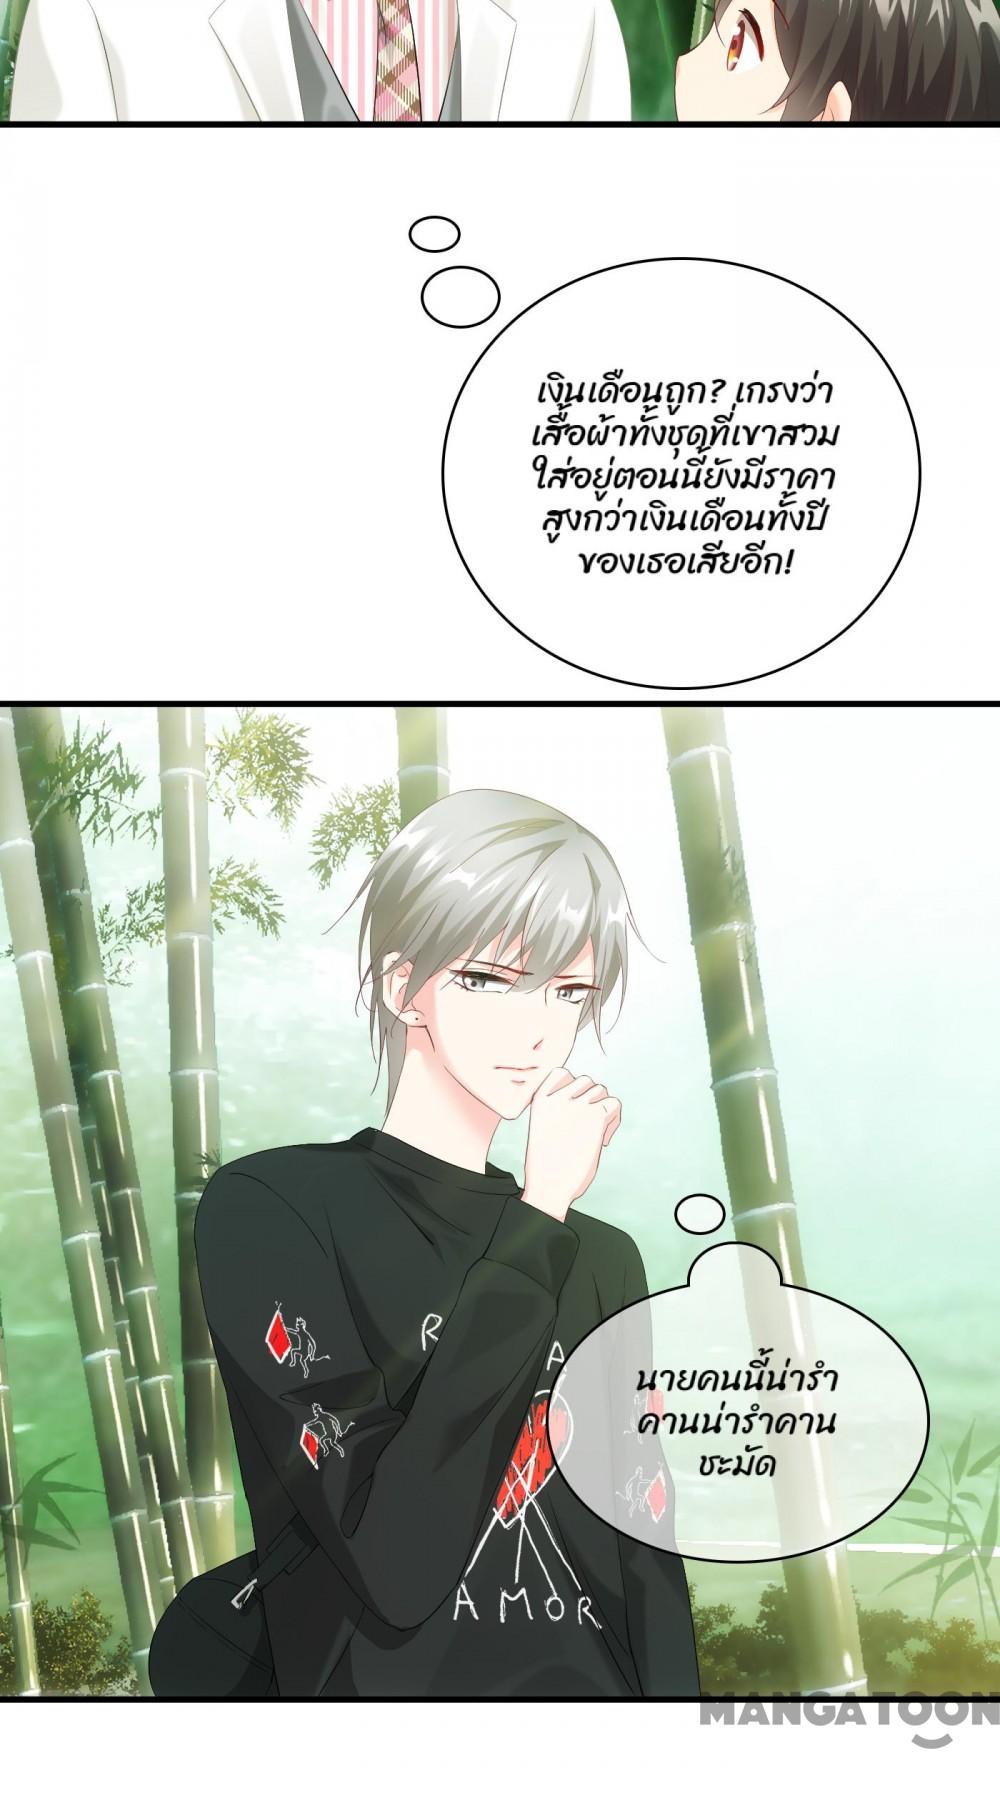 เงินเดือนถูก? เกรงว่า
เสื้อผ้าทั้งชุดที่เขาสวม
ใส่อยู่ตอนนี้ยังมีราคา
สูงกว่าเงินเดือนทั้งปี
ของเธอเสียอีก!
R
A
นายคนนี้น่ารำ
คานน่ารำคาน
ชะมัด
AMOR
MANGATOON